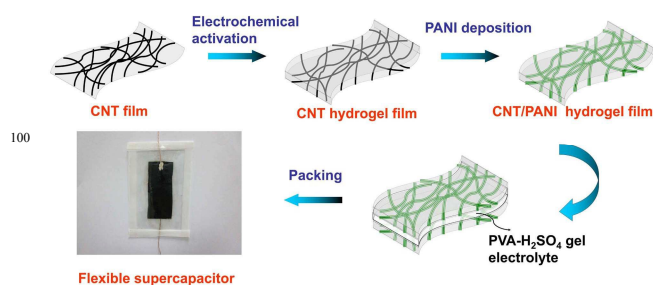 Electrochemical
activation
PANI deposition
CNT film
CNT hydrogel film
CNT/PANI hydrogel film
100
Packing
PVA-H₂SO₄ gel
electrolyte
Flexible supercapacitor